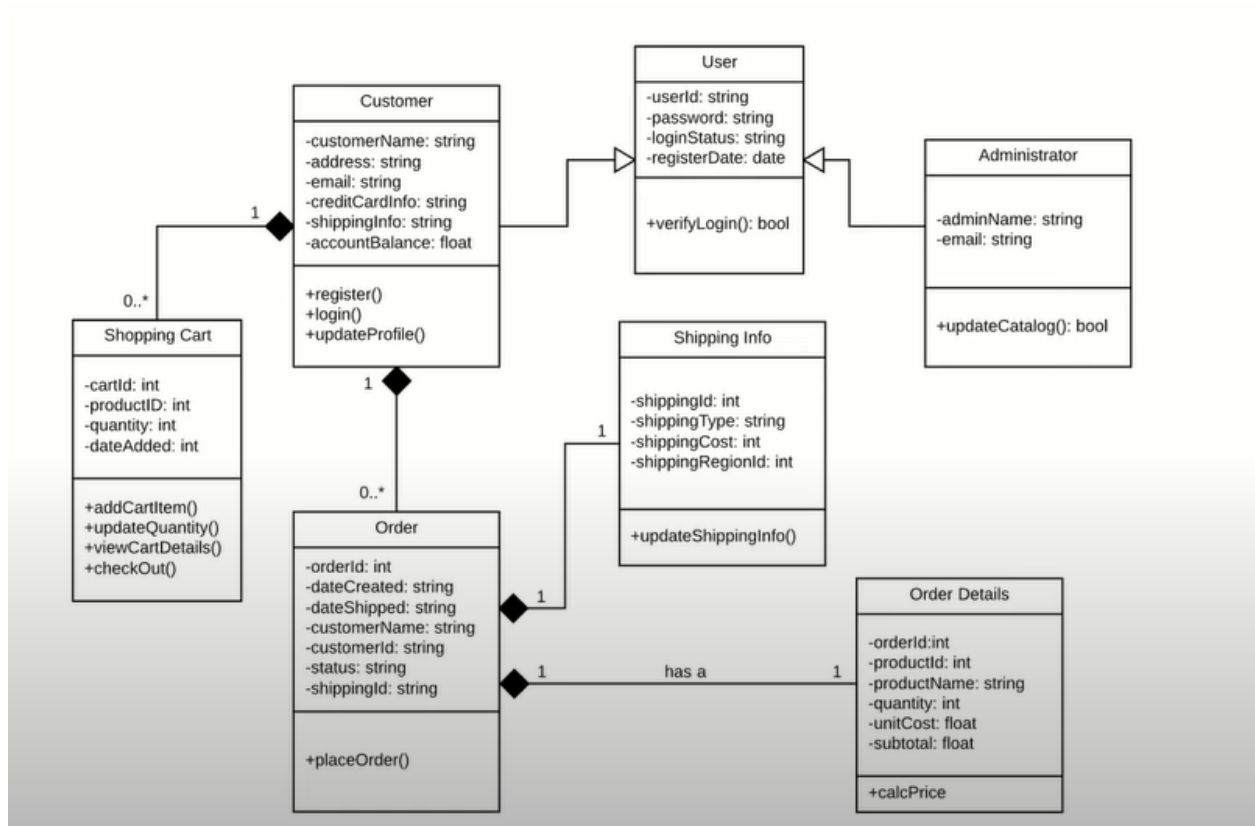 User
-userId: string
-password: string
-loginStatus: string
-registerDate: date
+verifyLogin(): bool
Customer
-customerName: string
-address: string
-email: string
-creditCardInfo: string
-shippingInfo: string
-accountBalance: float
+register()
+login()
+updateProfile()
Administrator
-adminName: string
-email: string
+updateCatalog(): bool
1
0..*
Shopping Cart
-cartId: int
-productID: int
-quantity: int
-dateAdded: int
+addCartItem()
+updateQuantity()
+viewCartDetails()
+checkOut()
1
0..*
Shipping Info
-shippingId: int
-shippingType: string
-shippingCost: int
-shippingRegionId: int
+updateShippingInfo()
1
1
Order
-orderId: int
-dateCreated: string
-dateShipped: string
-customerName: string
-customerId: string
-status: string
-shippingId: string
+placeOrder()
1 has a 1
Order Details
-orderId:int
-productId: int
-productName: string
-quantity: int
-unitCost: float
-subtotal: float
+calcPrice